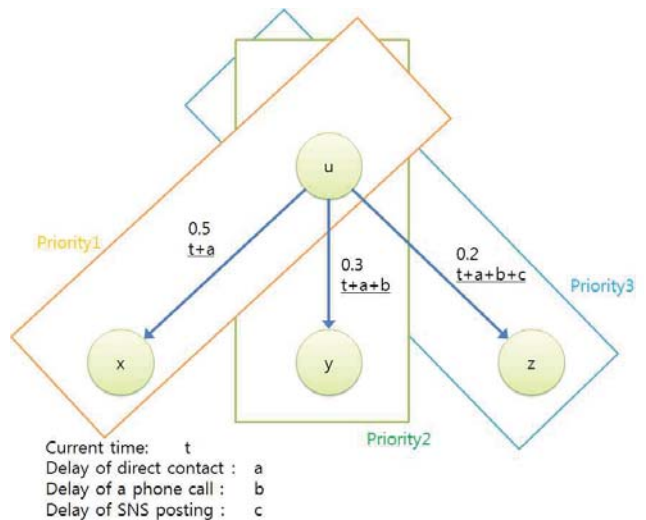 u
0.5
t+a
Priority1
0.3
t+a+b
0.2
t+a+b+c
Priority3
x
y
z
Priority2
Current time: t
Delay of direct contact : a
Delay of a phone call : b
Delay of SNS posting : c